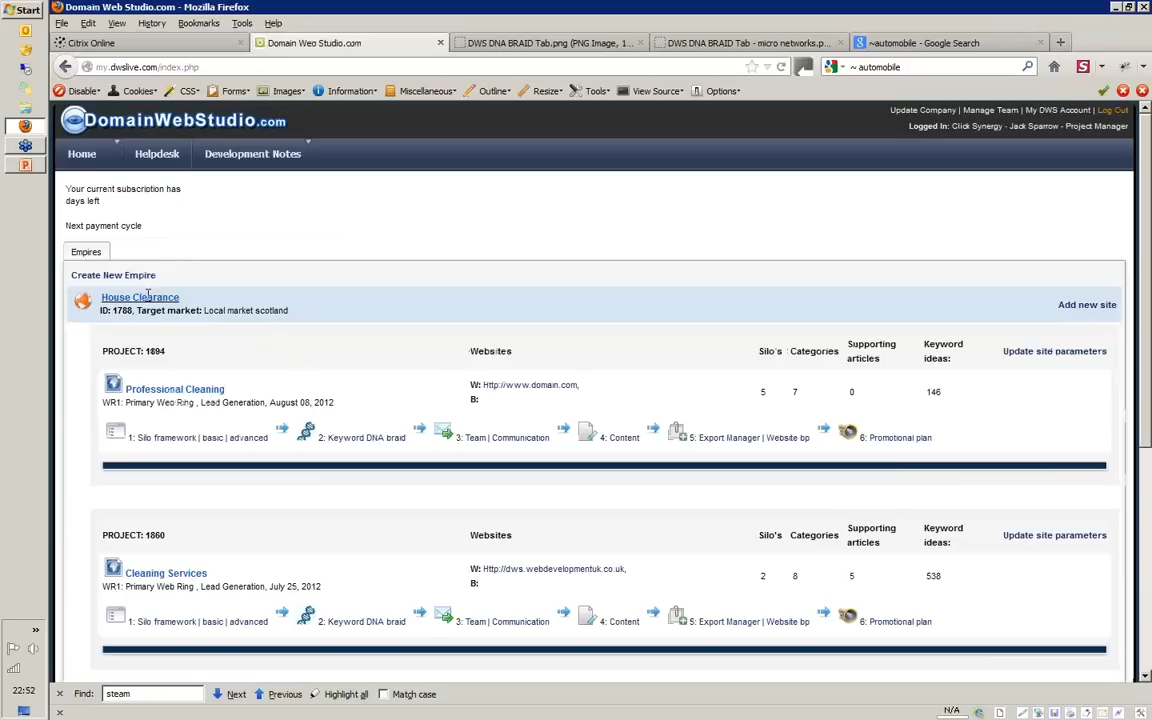 Domain Web Studio.com - Mozilla Firefox
Start
File Edit View History Bookmarks Tools Help
Citrix Online
Domain Web Studio.com
DWS DNA BRAID Tab.png (PNG Image, 1...
DWS DNA BRAID Tab - micro networks.p...
~automobile - Google Search
my.dwslive.com/index.php
~ automobile
Disable Cookies CSS Forms Images Information Miscellaneous Outline Resize Tools View Source Options
DomainWebStudio.com
Update Company | Manage Team | My DWS Account | Log Out
Logged In: Click Synergy - Jack Sparrow - Project Manager
Home Helpdesk Development Notes
Your current subscription has
days left
Next payment cycle
Empires
Create New Empire
House Clearance
ID: 1788, Target market: Local market scotland
Add new site
PROJECT: 1894 Websites Silo's Categories Supporting articles Keyword ideas: Update site parameters
Professional Cleaning
WR1: Primary Web Ring , Lead Generation, August 08, 2012
W: Http://www.domain.com,
B:
5 7 0 146
1: Silo framework | basic | advanced 2: Keyword DNA braid 3: Team | Communication 4: Content 5: Export Manager | Website bp 6: Promotional plan
PROJECT: 1860 Websites Silo's Categories Supporting articles Keyword ideas: Update site parameters
Cleaning Services
WR1: Primary Web Ring , Lead Generation, July 25, 2012
W: Http://dws.webdevelopmentuk.co.uk,
B:
2 8 5 538
1: Silo framework | basic | advanced 2: Keyword DNA braid 3: Team | Communication 4: Content 5: Export Manager | Website bp 6: Promotional plan
Find: steam Next Previous Highlight all Match case
22:52
N/A